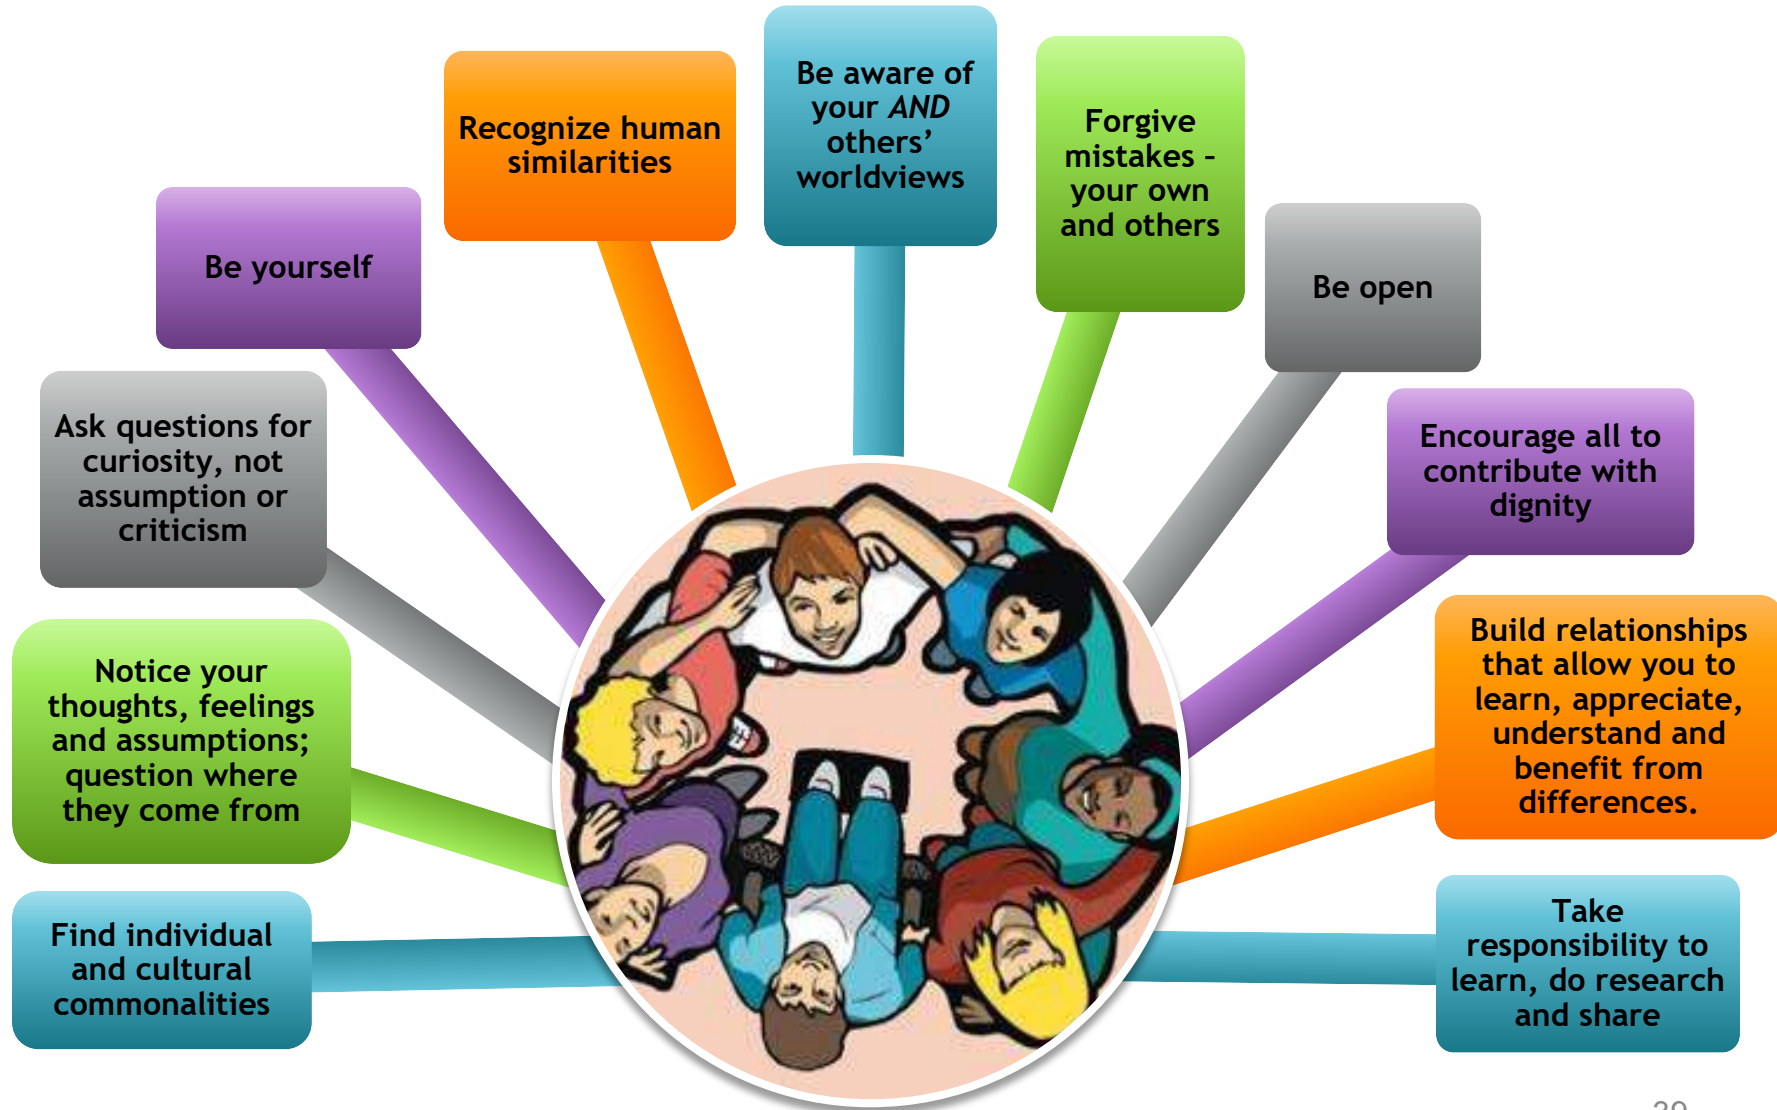 Find individual
and cultural
commonalities
Notice your
thoughts, feelings
and assumptions;
question where
they come from
Ask questions for
curiosity, not
assumption or
criticism
Be yourself
Recognize human
similarities
Be aware of
your AND
others’
worldviews
Forgive
mistakes –
your own
and others
Be open
Encourage all to
contribute with
dignity
Build relationships
that allow you to
learn, appreciate,
understand and
benefit from
differences.
Take
responsibility to
learn, do research
and share